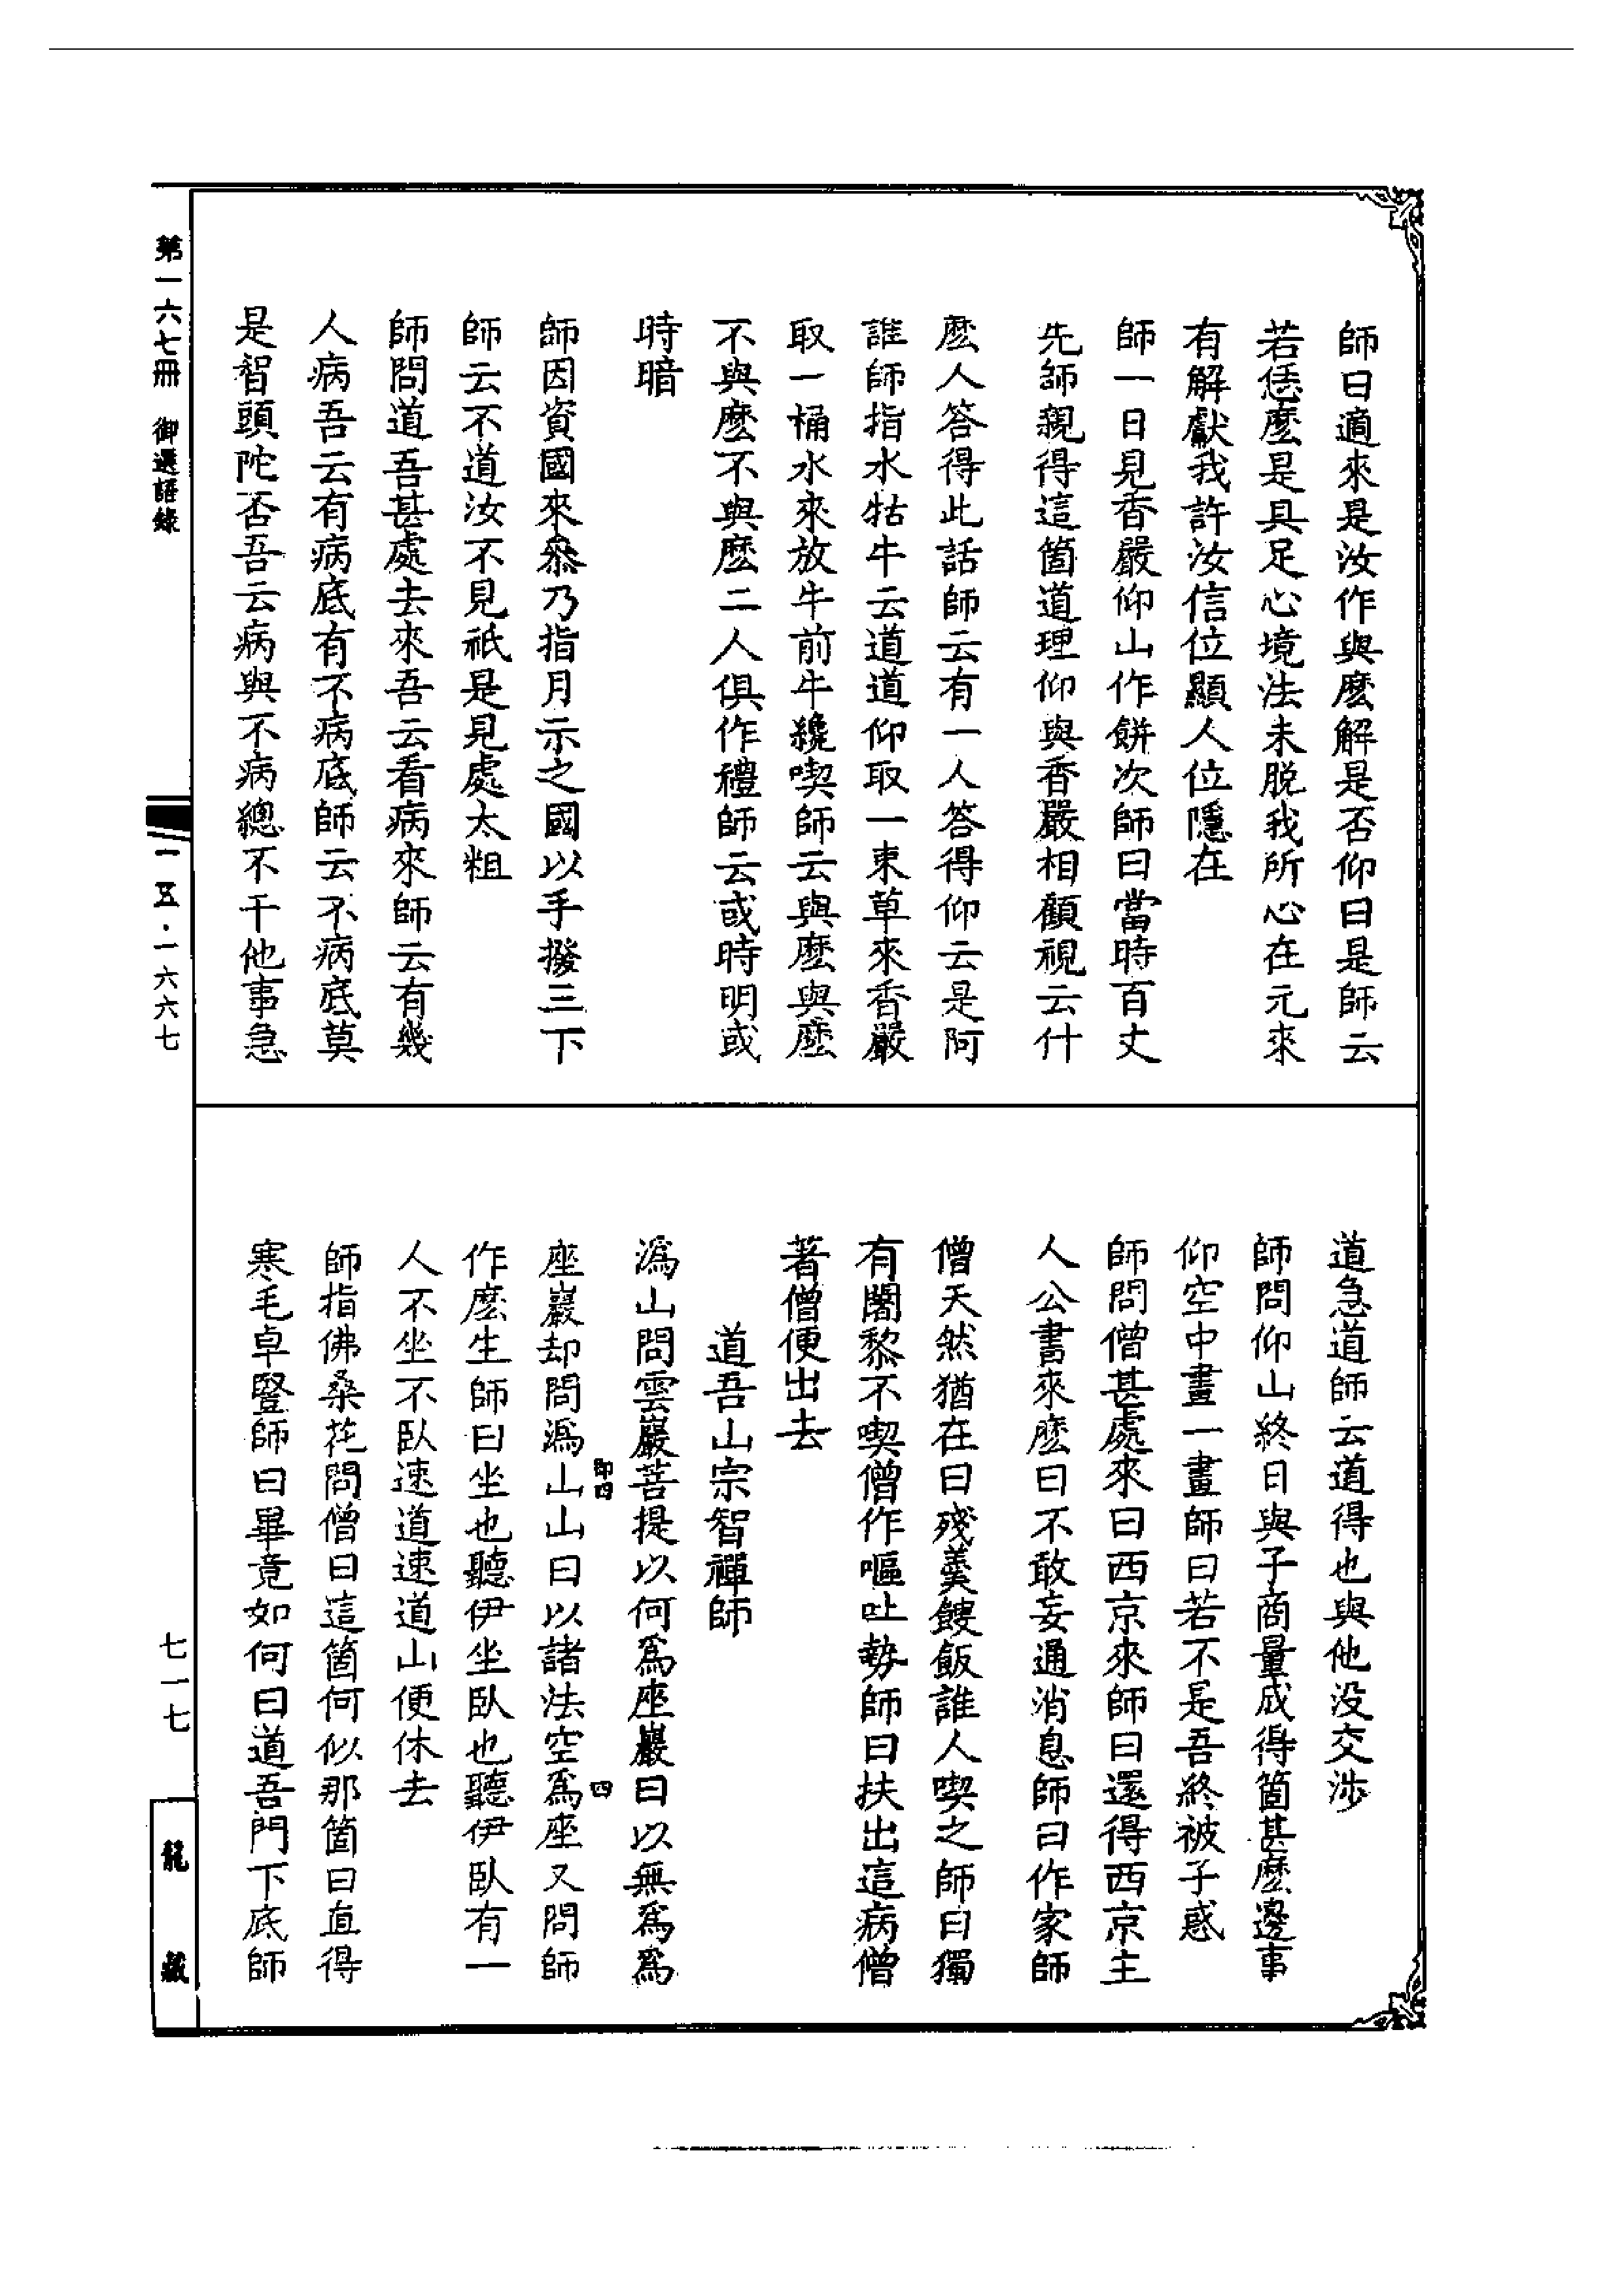 師曰適來是汝作與麽解是否仰曰是師云
若恁麽是具足心境法未脱我所心在元來
有解獻我許汝信位顯人位隱在
師一日見香嚴仰山作餅次師曰當時百丈
先師親得這箇道理仰與香嚴相顧視云什
麽人答得此話師云有一人答得仰云是阿
誰師指水牯牛云道道仰取一束草來香嚴
取一桶水來放牛前牛纔喫師云與麽與麽
不與麽不與麽二人俱作禮師云或時明或
時暗
師因資國來叅乃指月示之國以手撥三下
師云不道汝不見祇是見處太粗
師問道吾甚處去來吾云看病來師云有幾
人病吾云有病底有不病底師云不病底莫
是智頭陀否吾云病與不病總不干他事急
道急道師云道得也與他没交渉
師問仰山終日與子商量成得箇甚麽邊事
仰空中畫一畫師曰若不是吾終被子惑
師問僧甚處來曰西京來師曰還得西京主
人公書來麽曰不敢妄通消息師曰作家師
僧天然猶在曰殘羹餿飯誰人喫之師曰獨
有闍黎不喫僧作嘔吐勢師曰扶出這病僧
著僧便出去
道吾山宗智禪師
溈山問雲巖菩提以何爲座巖曰以無爲爲
座巖却問溈山山曰以諸法空爲座又問師
作麽生師曰坐也聽伊坐臥也聽伊臥有一
人不坐不臥速道速道山便休去
師指佛桑花問僧曰這箇何似那箇曰直得
寒毛卓豎師曰畢竟如何曰道吾門下底師
即四
四
第一六七冊 御選語錄
一五·一六六七
七一七
龍藏